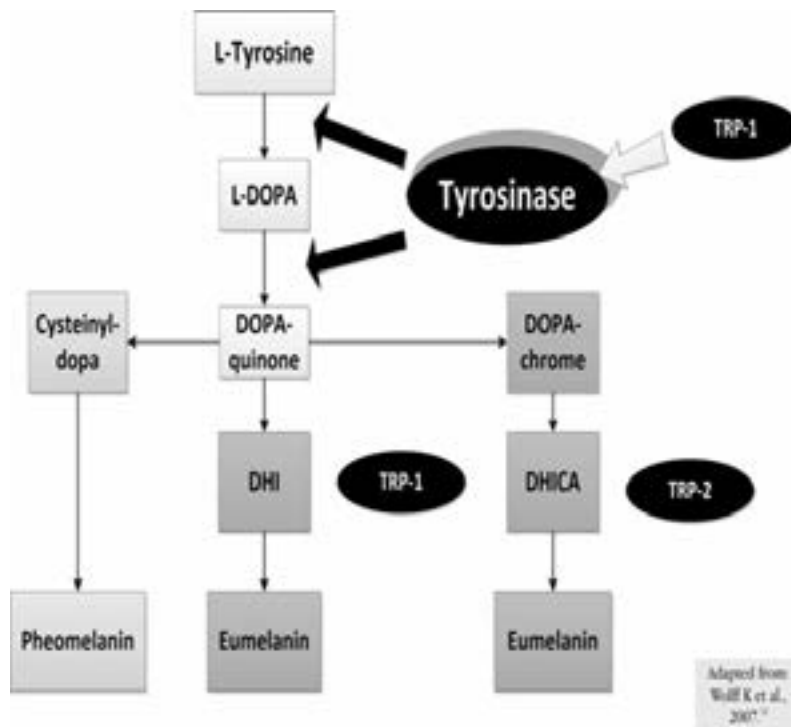 L-Tyrosine
TRP-1
L-DOPA
Tyrosinase
Cysteinyl-
dopa
DOPA-
quinone
DOPA-
chrome
DHI
TRP-1
DHICA
TRP-2
Pheomelanin
Eumelanin
Eumelanin
Adapted from
Wolff K et al.,
2007